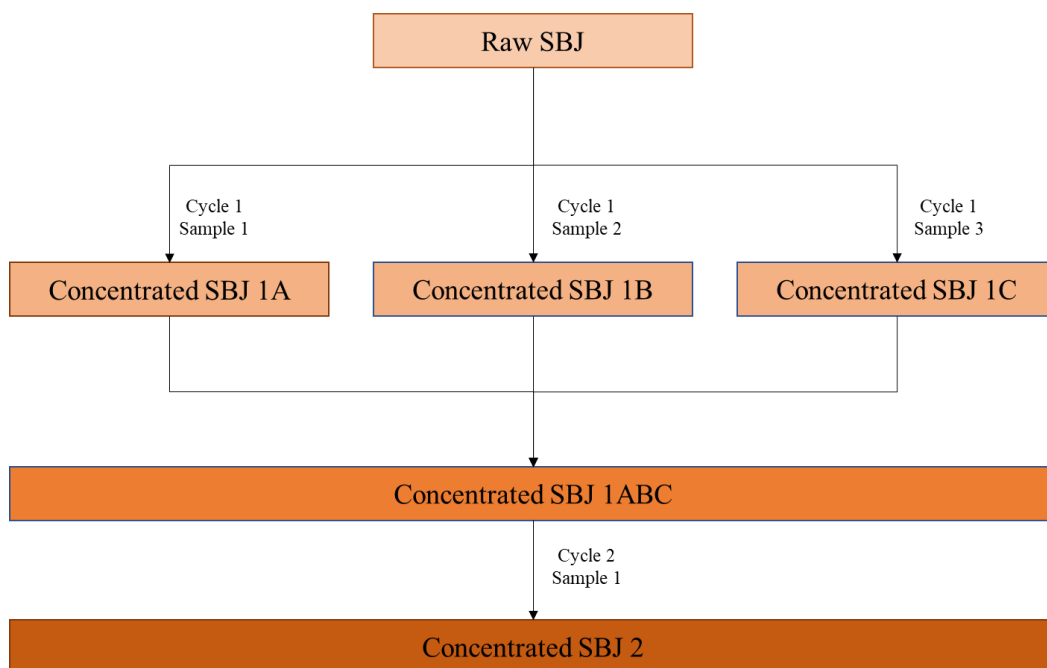 Raw SBJ
Cycle 1
Sample 1
Cycle 1
Sample 2
Cycle 1
Sample 3
Concentrated SBJ 1A
Concentrated SBJ 1B
Concentrated SBJ 1C
Concentrated SBJ 1ABC
Cycle 2
Sample 1
Concentrated SBJ 2